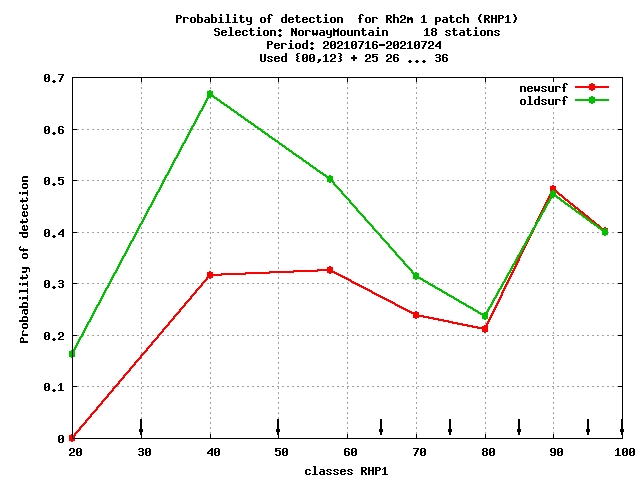 Probability of detection  for Rh2m 1 patch (RHP1)
Selection: NorwayMountain     18 stations
Period: 20210716-20210724
Used {00,12} + 25 26 ... 36
newsurf
oldsurf
0.7
0.6
0.5
0.4
0.3
0.2
0.1
0
Probability of detection
20 30 40 50 60 70 80 90 100
classes RHP1